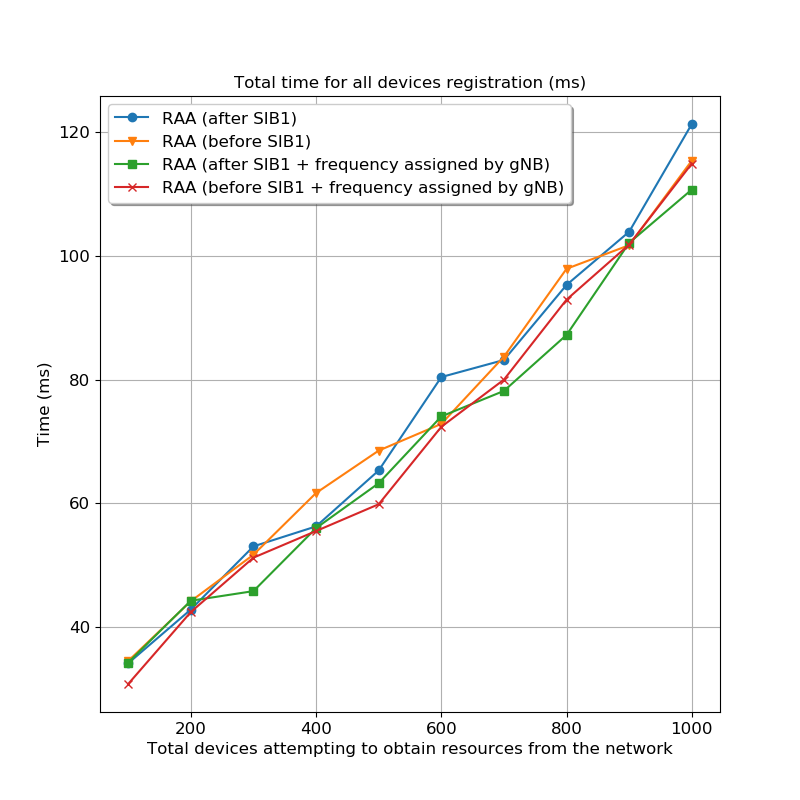 Total time for all devices registration (ms)
RAA (after SIB1)
RAA (before SIB1)
RAA (after SIB1 + frequency assigned by gNB)
RAA (before SIB1 + frequency assigned by gNB)
120
100
80
60
40
Time (ms)
200 400 600 800 1000
Total devices attempting to obtain resources from the network